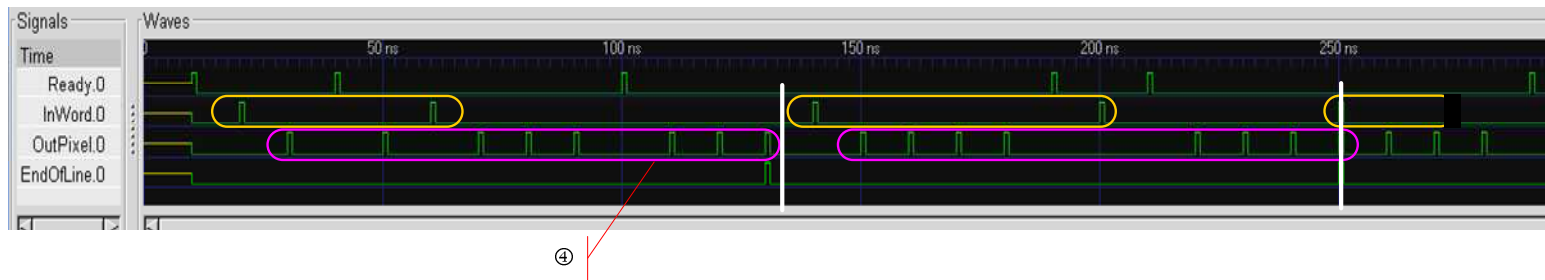 Signals Waves
Time 0 50 ns 100 ns 150 ns 200 ns 250 ns
Ready.0
InWord.0
OutPixel.0
EndOfLine.0
④